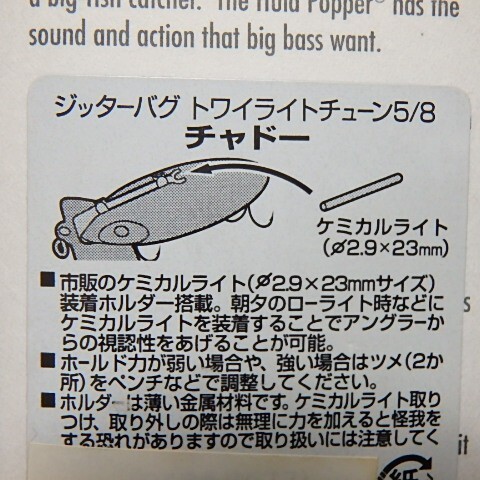 a big fish catcher. The Hula Popper® has the
sound and action that big bass want.
ジッターバグ トワイライトチューン5/8
チャドー
ケミカルライト
(∅2.9×23mm)
■市販のケミカルライト(∅2.9×23mmサイズ)
装着ホルダー搭載。朝夕のローライト時などに
ケミカルライトを装着することでアングラーか
らの視認性をあげることが可能。
■ホールド力が弱い場合や、強い場合はツメ(2か
所)をペンチなどで調整してください。
■ホルダーは薄い金属材料です。ケミカルライト取り
つけ、取り外しの際は無理に力を加えると怪我を
する恐れがありますので取り扱いには注意してく
紙
s
it